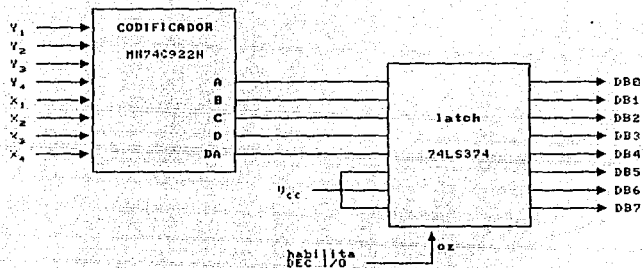 CODIFICADOR
MM74C922N
Y1
Y2
Y3
Y4
X1
X2
X3
X4
A
B
C
D
DA
Vcc
latch
74LS374
DB0
DB1
DB2
DB3
DB4
DB5
DB6
DB7
OE
habilita
DEC I/O